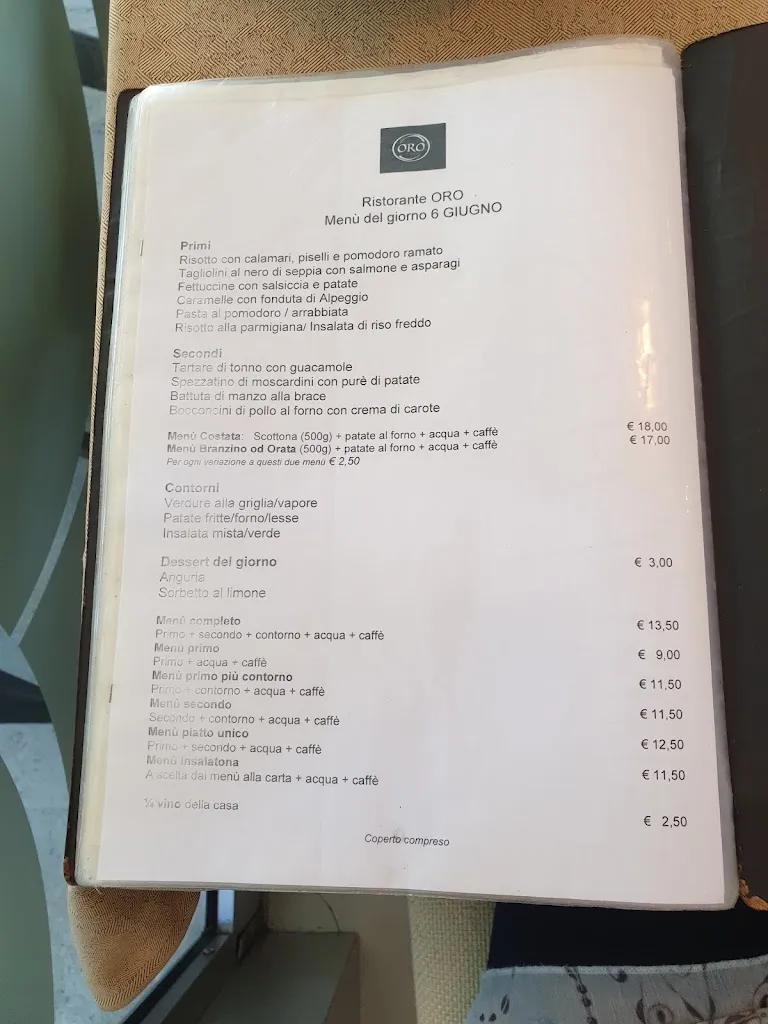 ORO
Ristorante ORO
Menù del giorno 6 GIUGNO
Primi
Risotto con calamari, piselli e pomodoro ramato
Tagliolini al nero di seppia con salmone e asparagi
Fettuccine con salsiccia e patate
Caramelle con fonduta di Alpeggio
Pasta al pomodoro / arrabbiata
Risotto alla parmigiana/ Insalata di riso freddo
Secondi
Tartare di tonno con guacamole
Spezzatino di moscardini con purè di patate
Battuta di manzo alla brace
Bocconcini di pollo al forno con crema di carote
Menù Costata: Scottona (500g) + patate al forno + acqua + caffè € 18,00
Menù Branzino od Orata (500g) + patate al forno + acqua + caffè € 17,00
Per ogni variazione a questi due menù € 2,50
Contorni
Verdure alla griglia/vapore
Patate fritte/forno/lesse
Insalata mista/verde
Dessert del giorno € 3,00
Anguria
Sorbetto al limone
Menù completo € 13,50
Primo + secondo + contorno + acqua + caffè
Menù primo € 9,00
Primo + acqua + caffè
Menù primo più contorno € 11,50
Primo + contorno + acqua + caffè
Menù secondo € 11,50
Secondo + contorno + acqua + caffè
Menù piatto unico € 12,50
Primo + secondo + acqua + caffè
Menù insalatona € 11,50
A scelta dai menù alla carta + acqua + caffè
¼ vino della casa € 2,50
Coperto compreso